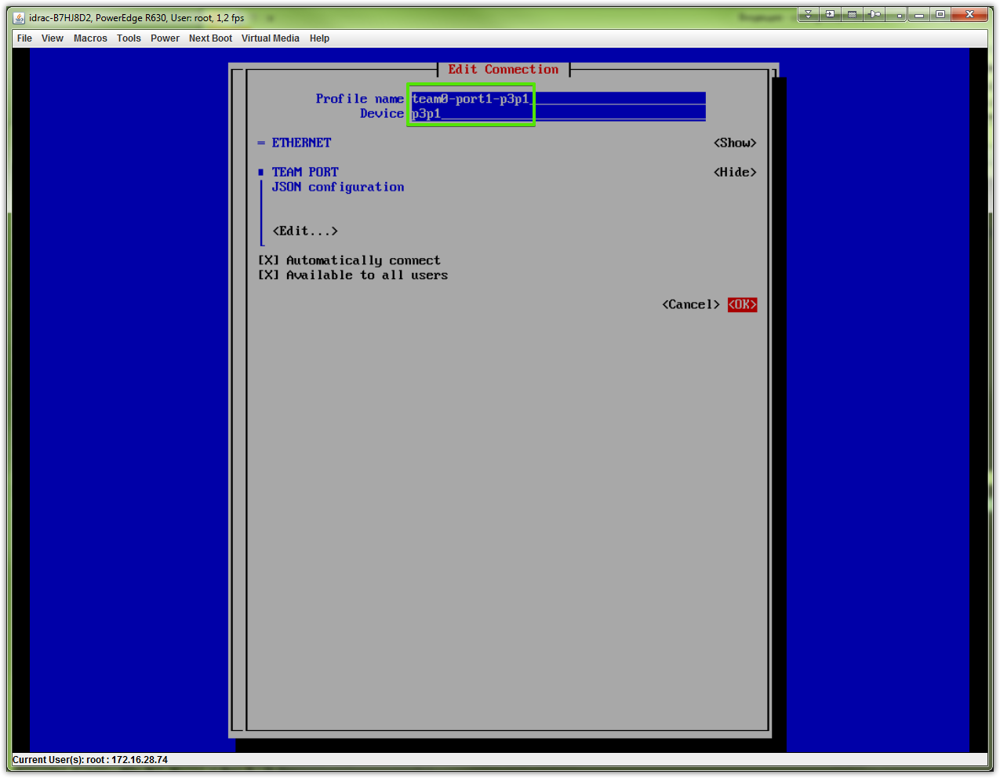 idrac-B7HJ8D2, PowerEdge R630, User: root, 1,2 fps
File View Macros Tools Power Next Boot Virtual Media Help
Edit Connection
Profile name team0-port1-p3p1
Device p3p1
= ETHERNET <Show>
TEAM PORT <Hide>
JSON configuration
<Edit...>
[X] Automatically connect
[X] Available to all users
<Cancel> <OK>
Current User(s): root : 172.16.28.74